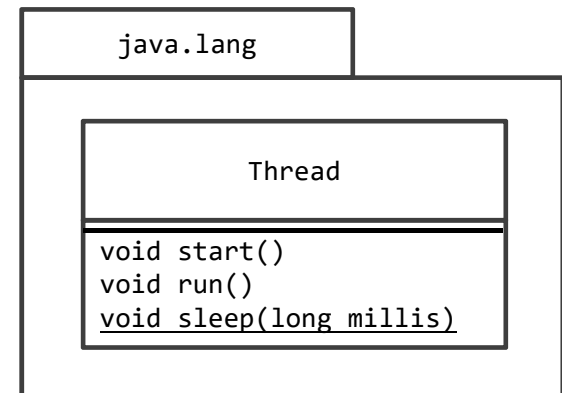 java.lang
Thread
void start()
void run()
void sleep(long millis)